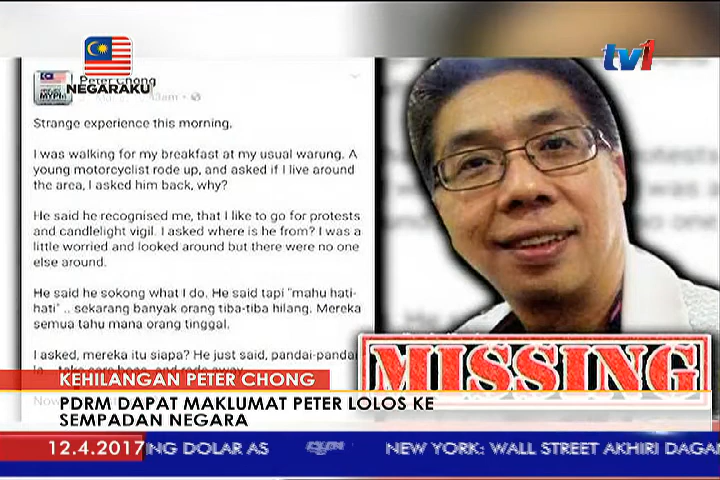 tv1
NEGARAKU
Peter Chong
Strange experience this morning.
I was walking for my breakfast at my usual warung. A
young motorcyclist rode up, and asked if I live around
the area, I asked him back, why?
He said he recognised me, that I like to go for protests
and candlelight vigil. I asked where is he from? I was a
little worried and looked around but there were no one
else around.
He said he sokong what I do. He said tapi "mahu hati-
hati" .. sekarang banyak orang tiba-tiba hilang. Mereka
semua tahu mana orang tinggal.
I asked, mereka itu siapa? He just said, pandai-pandai
MISSING
KEHILANGAN PETER CHONG
PDRM DAPAT MAKLUMAT PETER LOLOS KE
SEMPADAN NEGARA
12.4.2017 ING DOLAR AS NEW YORK: WALL STREET AKHIRI DAGAN